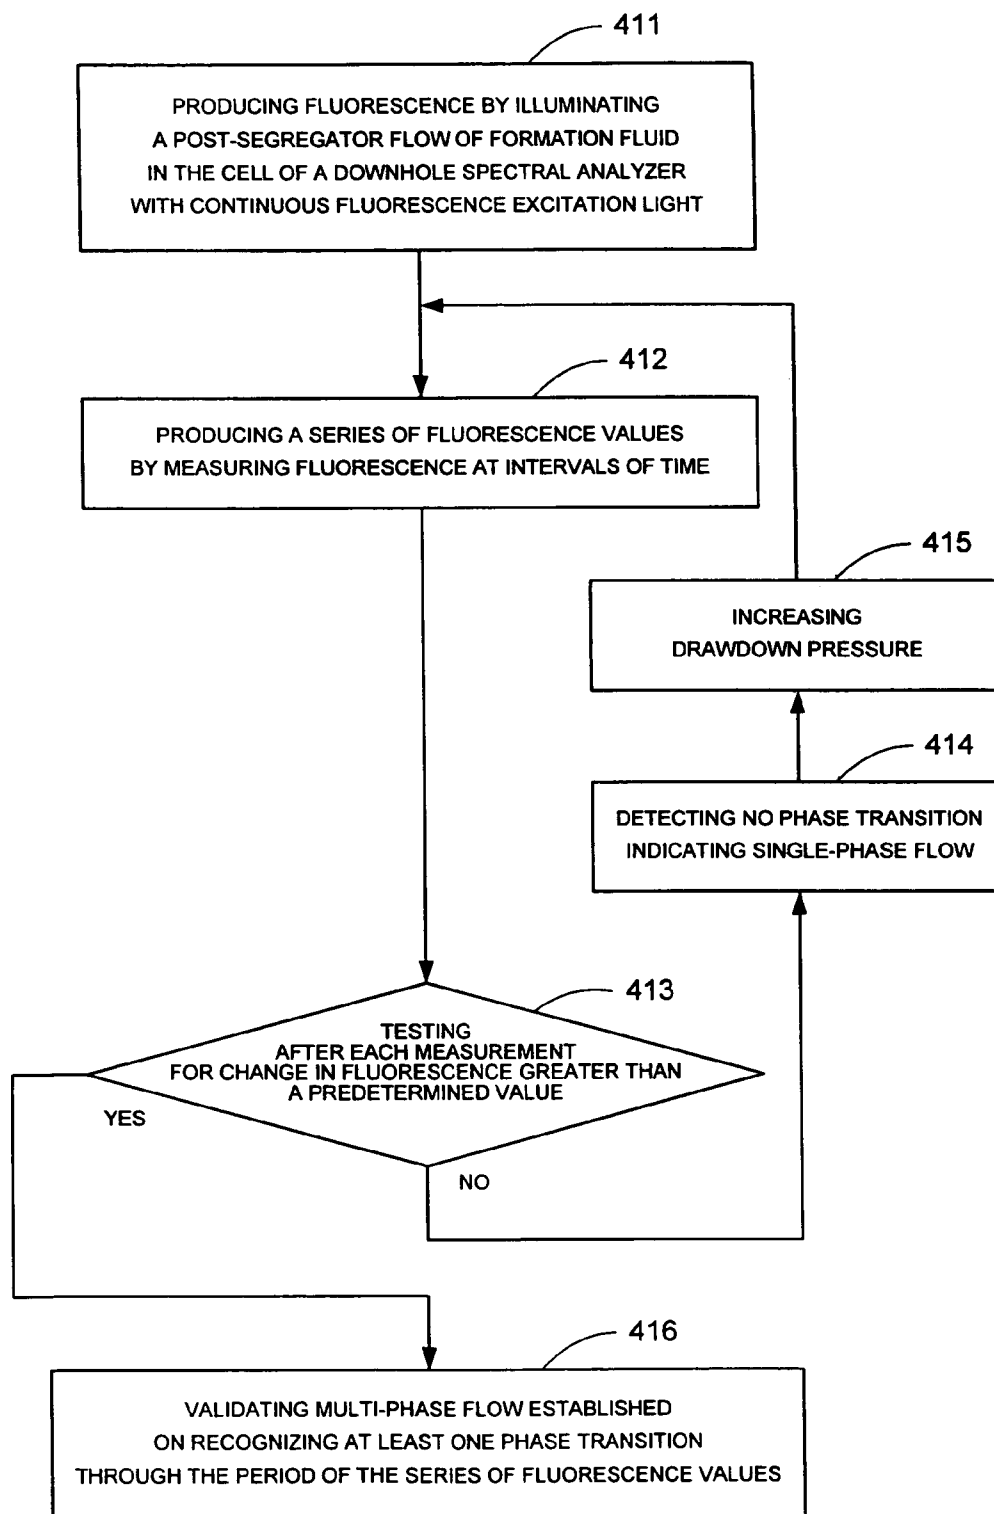 411
PRODUCING FLUORESCENCE BY ILLUMINATING
A POST-SEGREGATOR FLOW OF FORMATION FLUID
IN THE CELL OF A DOWNHOLE SPECTRAL ANALYZER
WITH CONTINUOUS FLUORESCENCE EXCITATION LIGHT
412
PRODUCING A SERIES OF FLUORESCENCE VALUES
BY MEASURING FLUORESCENCE AT INTERVALS OF TIME
415
INCREASING
DRAWDOWN PRESSURE
414
DETECTING NO PHASE TRANSITION
INDICATING SINGLE-PHASE FLOW
413
TESTING
AFTER EACH MEASUREMENT
FOR CHANGE IN FLUORESCENCE GREATER THAN
A PREDETERMINED VALUE
YES
NO
416
VALIDATING MULTI-PHASE FLOW ESTABLISHED
ON RECOGNIZING AT LEAST ONE PHASE TRANSITION
THROUGH THE PERIOD OF THE SERIES OF FLUORESCENCE VALUES